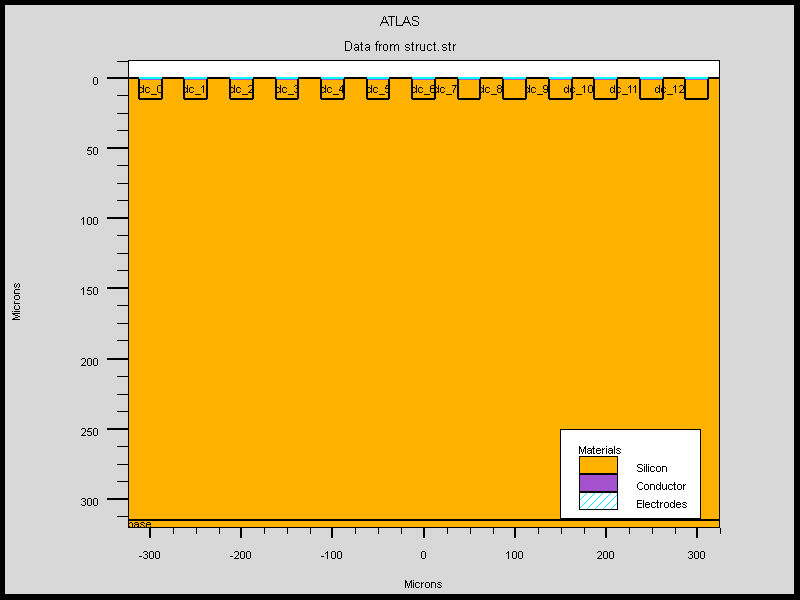 ATLAS
Data from struct.str
0
dc_0 dc_1 dc_2 dc_3 dc_4 dc_5 dc_6 dc_7 dc_8 dc_9 dc_10 dc_11 dc_12
50
100
150
Microns
200
250
300
Materials
Silicon
Conductor
Electrodes
base
-300 -200 -100 0 100 200 300
Microns